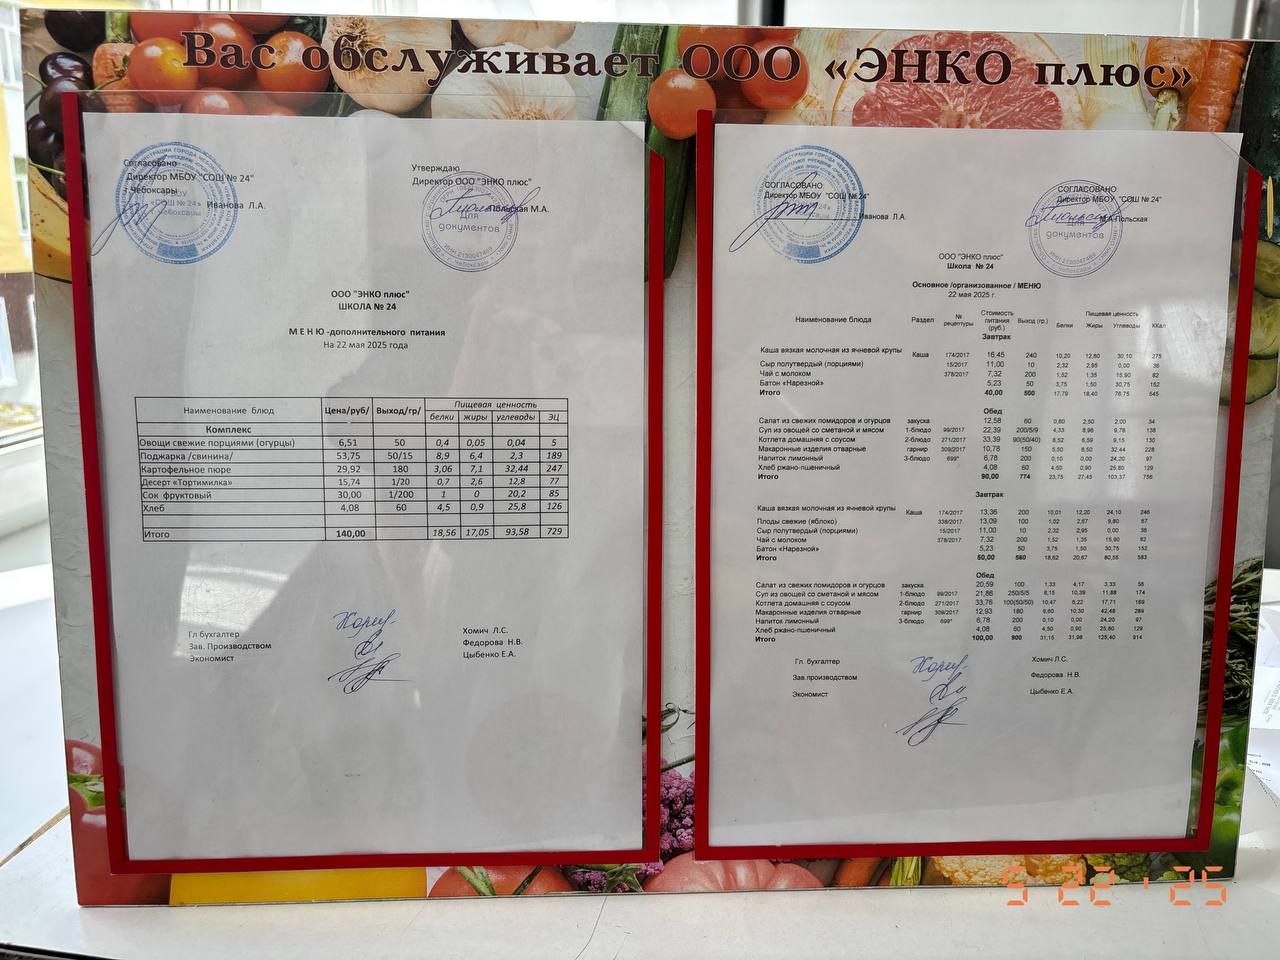 Вас обслуживает ООО «ЭНКО плюс»
Согласовано
Директор МБОУ "СОШ № 24"
г Чебоксары
Иванова Л.А.
Утверждаю
Директор ООО "ЭНКО плюс"
Польская М.А.
Для
документов
ООО "ЭНКО плюс"
ШКОЛА № 24
М Е Н Ю -дополнительного питания
На 22 мая 2025 года
Наименование блюд Цена/руб/ Выход/гр/ Пищевая ценность
белки жиры углеводы ЭЦ
Комплекс
Овощи свежие порциями (огурцы) 6,51 50 0,4 0,05 0,04 5
Поджарка /свинина/ 53,75 50/15 8,9 6,4 2,3 189
Картофельное пюре 29,92 180 3,06 7,1 32,44 247
Десерт «Тортимилка» 15,74 1/20 0,7 2,6 12,8 77
Сок фруктовый 30,00 1/200 1 0 20,2 85
Хлеб 4,08 60 4,5 0,9 25,8 126
Итого 140,00 18,56 17,05 93,58 729
Гл бухгалтер Хомич Л.С.
Зав. Производством Федорова Н.В.
Экономист Цыбенко Е.А.
СОГЛАСОВАНО
Директор МБОУ "СОШ № 24"
Иванова Л.А.
СОГЛАСОВАНО
Директор МБОУ "СОШ № 24"
М.А.Польская
Для
документов
ООО "ЭНКО плюс"
Школа № 24
Основное /организованное / МЕНЮ
22 мая 2025 г.
Наименование блюда Раздел № рецептуры Стоимость питания (руб.) Выход (гр.) Пищевая ценность
Белки Жиры Углеводы ККал
Завтрак
Каша вязкая молочная из ячневой крупы Каша 174/2017 16,45 240 10,20 12,60 30,10 275
Сыр полутвердый (порциями) 15/2017 11,00 10 2,32 2,95 0,00 36
Чай с молоком 378/2017 7,32 200 1,52 1,35 15,90 82
Батон «Нарезной» 5,23 50 3,75 1,50 30,75 152
Итого 40,00 500 17,79 18,40 76,75 545
Обед
Салат из свежих помидоров и огурцов закуска 12,58 60 0,80 2,50 2,00 34
Суп из овощей со сметаной и мясом 1-блюдо 99/2017 22,39 200/5/9 4,33 8,96 9,78 138
Котлета домашняя с соусом 2-блюдо 271/2017 33,39 90(50/40) 8,52 6,59 9,15 130
Макаронные изделия отварные гарнир 309/2017 10,78 150 5,50 8,50 32,44 228
Напиток лимонный 3-блюдо 699* 6,78 200 0,10 0,00 24,20 97
Хлеб ржано-пшеничный 4,08 60 4,50 0,90 25,80 129
Итого 90,00 774 23,75 27,45 103,37 756
Завтрак
Каша вязкая молочная из ячневой крупы Каша 174/2017 13,36 200 10,01 12,20 24,10 246
Плоды свежие (яблоко) 338/2017 13,09 100 1,02 2,67 9,80 67
Сыр полутвердый (порциями) 15/2017 11,00 10 2,32 2,95 0,00 36
Чай с молоком 378/2017 7,32 200 1,52 1,35 15,90 82
Батон «Нарезной» 5,23 50 3,75 1,50 30,75 152
Итого 50,00 560 18,62 20,67 80,55 583
Обед
Салат из свежих помидоров и огурцов закуска 20,59 100 1,33 4,17 3,33 56
Суп из овощей со сметаной и мясом 1-блюдо 99/2017 21,86 250/5/5 8,15 10,39 11,88 174
Котлета домашняя с соусом 2-блюдо 271/2017 33,76 100(50/50) 10,47 6,22 17,71 169
Макаронные изделия отварные гарнир 309/2017 12,93 180 6,60 10,30 42,48 289
Напиток лимонный 3-блюдо 699* 6,78 200 0,10 0,00 24,20 97
Хлеб ржано-пшеничный 4,08 60 4,50 0,90 25,80 129
Итого 100,00 900 31,15 31,98 125,40 914
Гл. бухгалтер Хомич Л.С.
Зав.производством Федорова Н.В.
Экономист Цыбенко Е.А.
5 22 '25